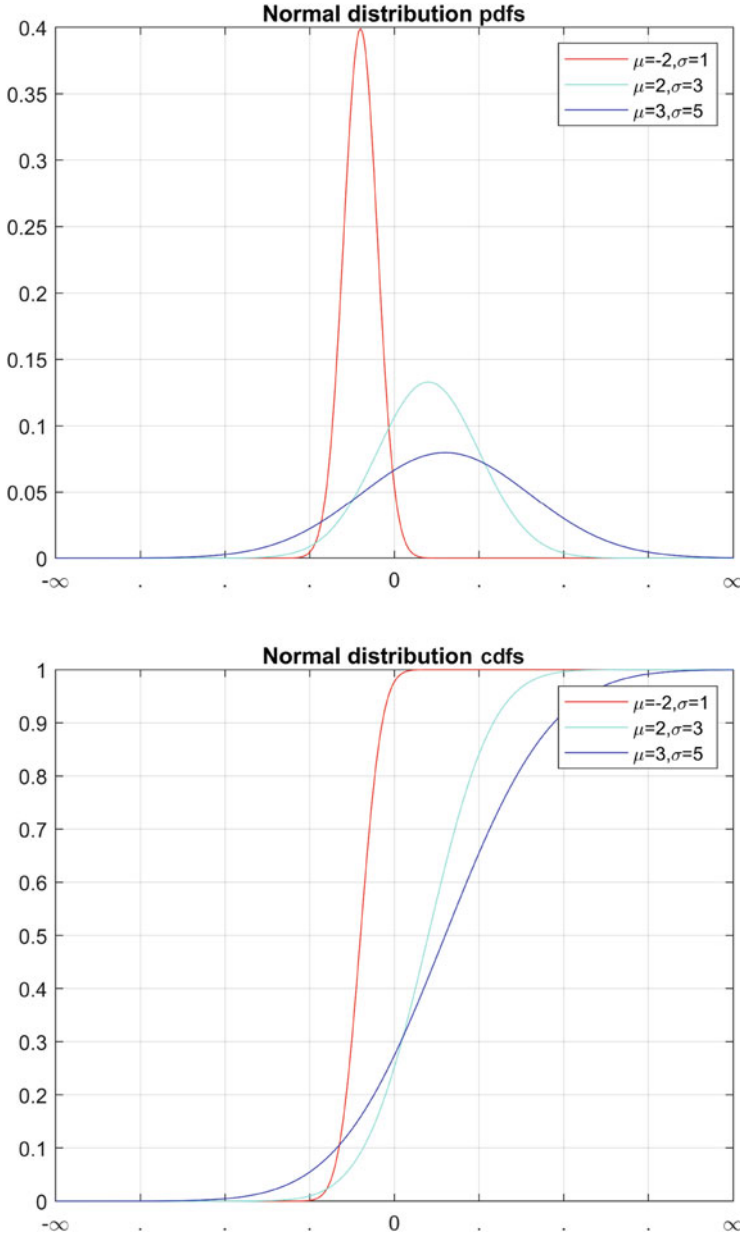 Normal distribution pdfs
0.4
0.35
0.3
0.25
0.2
0.15
0.1
0.05
0
μ=-2,σ=1
μ=2,σ=3
μ=3,σ=5
-∞ . . . 0 . . . ∞
Normal distribution cdfs
1
0.9
0.8
0.7
0.6
0.5
0.4
0.3
0.2
0.1
0
μ=-2,σ=1
μ=2,σ=3
μ=3,σ=5
-∞ . . . 0 . . . ∞